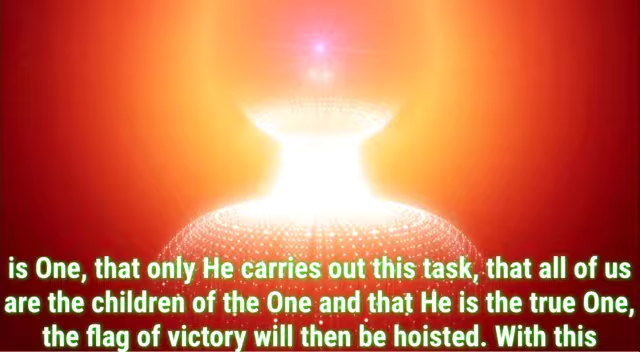 is One, that only He carries out this task, that all of us
are the children of the One and that He is the true One,
the flag of victory will then be hoisted. With this